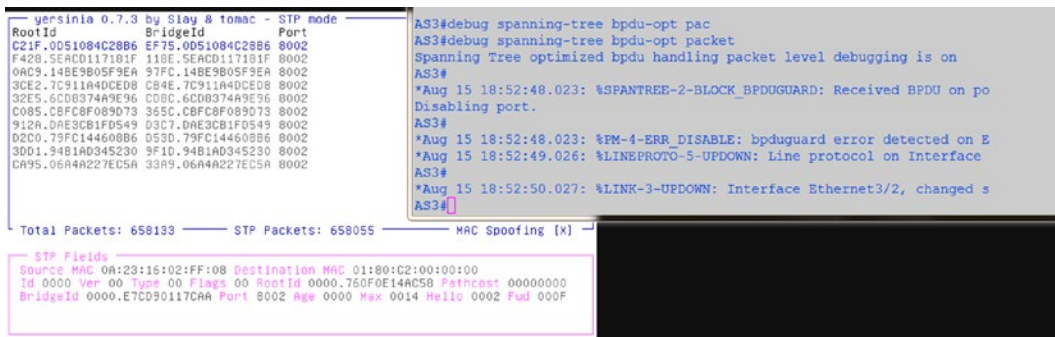 yersinia 0.7.3 by Slay & tomac - STP mode
RootId BridgeId Port
C21F.0D51084C28B6 EF75.0D51084C28B6 8002
F428.5EACD117181F 118E.5EACD117181F 8002
0AC9.14BE9B05F9EA 97FC.14BE9B05F9EA 8002
3CE2.7C911A4DCED8 CB4E.7C911A4DCED8 8002
32E5.6CD8374A9E96 CD8C.6CD8374A9E96 8002
C085.CBFC8F089D73 365C.CBFC8F089D73 8002
912A.DAE3CB1FD549 D3C7.DAE3CB1FD549 8002
D2C0.79FC144608B6 D53D.79FC144608B6 8002
3DD1.94B1AD345230 9F1D.94B1AD345230 8002
CA95.06A4A227EC5A 33A9.06A4A227EC5A 8002
Total Packets: 658133 STP Packets: 658055 MAC Spoofing [X]
STP Fields
Source MAC 0A:23:16:02:FF:08 Destination MAC 01:80:C2:00:00:00
Id 0000 Ver 00 Type 00 Flags 00 RootId 0000.760F0E14AC58 Pathcost 00000000
BridgeId 0000.E7CD90117CAA Port 8002 Age 0000 Max 0014 Hello 0002 Fwd 000F
AS3#debug spanning-tree bpdu-opt pac
AS3#debug spanning-tree bpdu-opt packet
Spanning Tree optimized bpdu handling packet level debugging is on
AS3#
*Aug 15 18:52:48.023: %SPANTREE-2-BLOCK_BPDUGUARD: Received BPDU on po
Disabling port.
AS3#
*Aug 15 18:52:48.023: %PM-4-ERR_DISABLE: bpduguard error detected on E
*Aug 15 18:52:49.026: %LINEPROTO-5-UPDOWN: Line protocol on Interface
AS3#
*Aug 15 18:52:50.027: %LINK-3-UPDOWN: Interface Ethernet3/2, changed s
AS3#